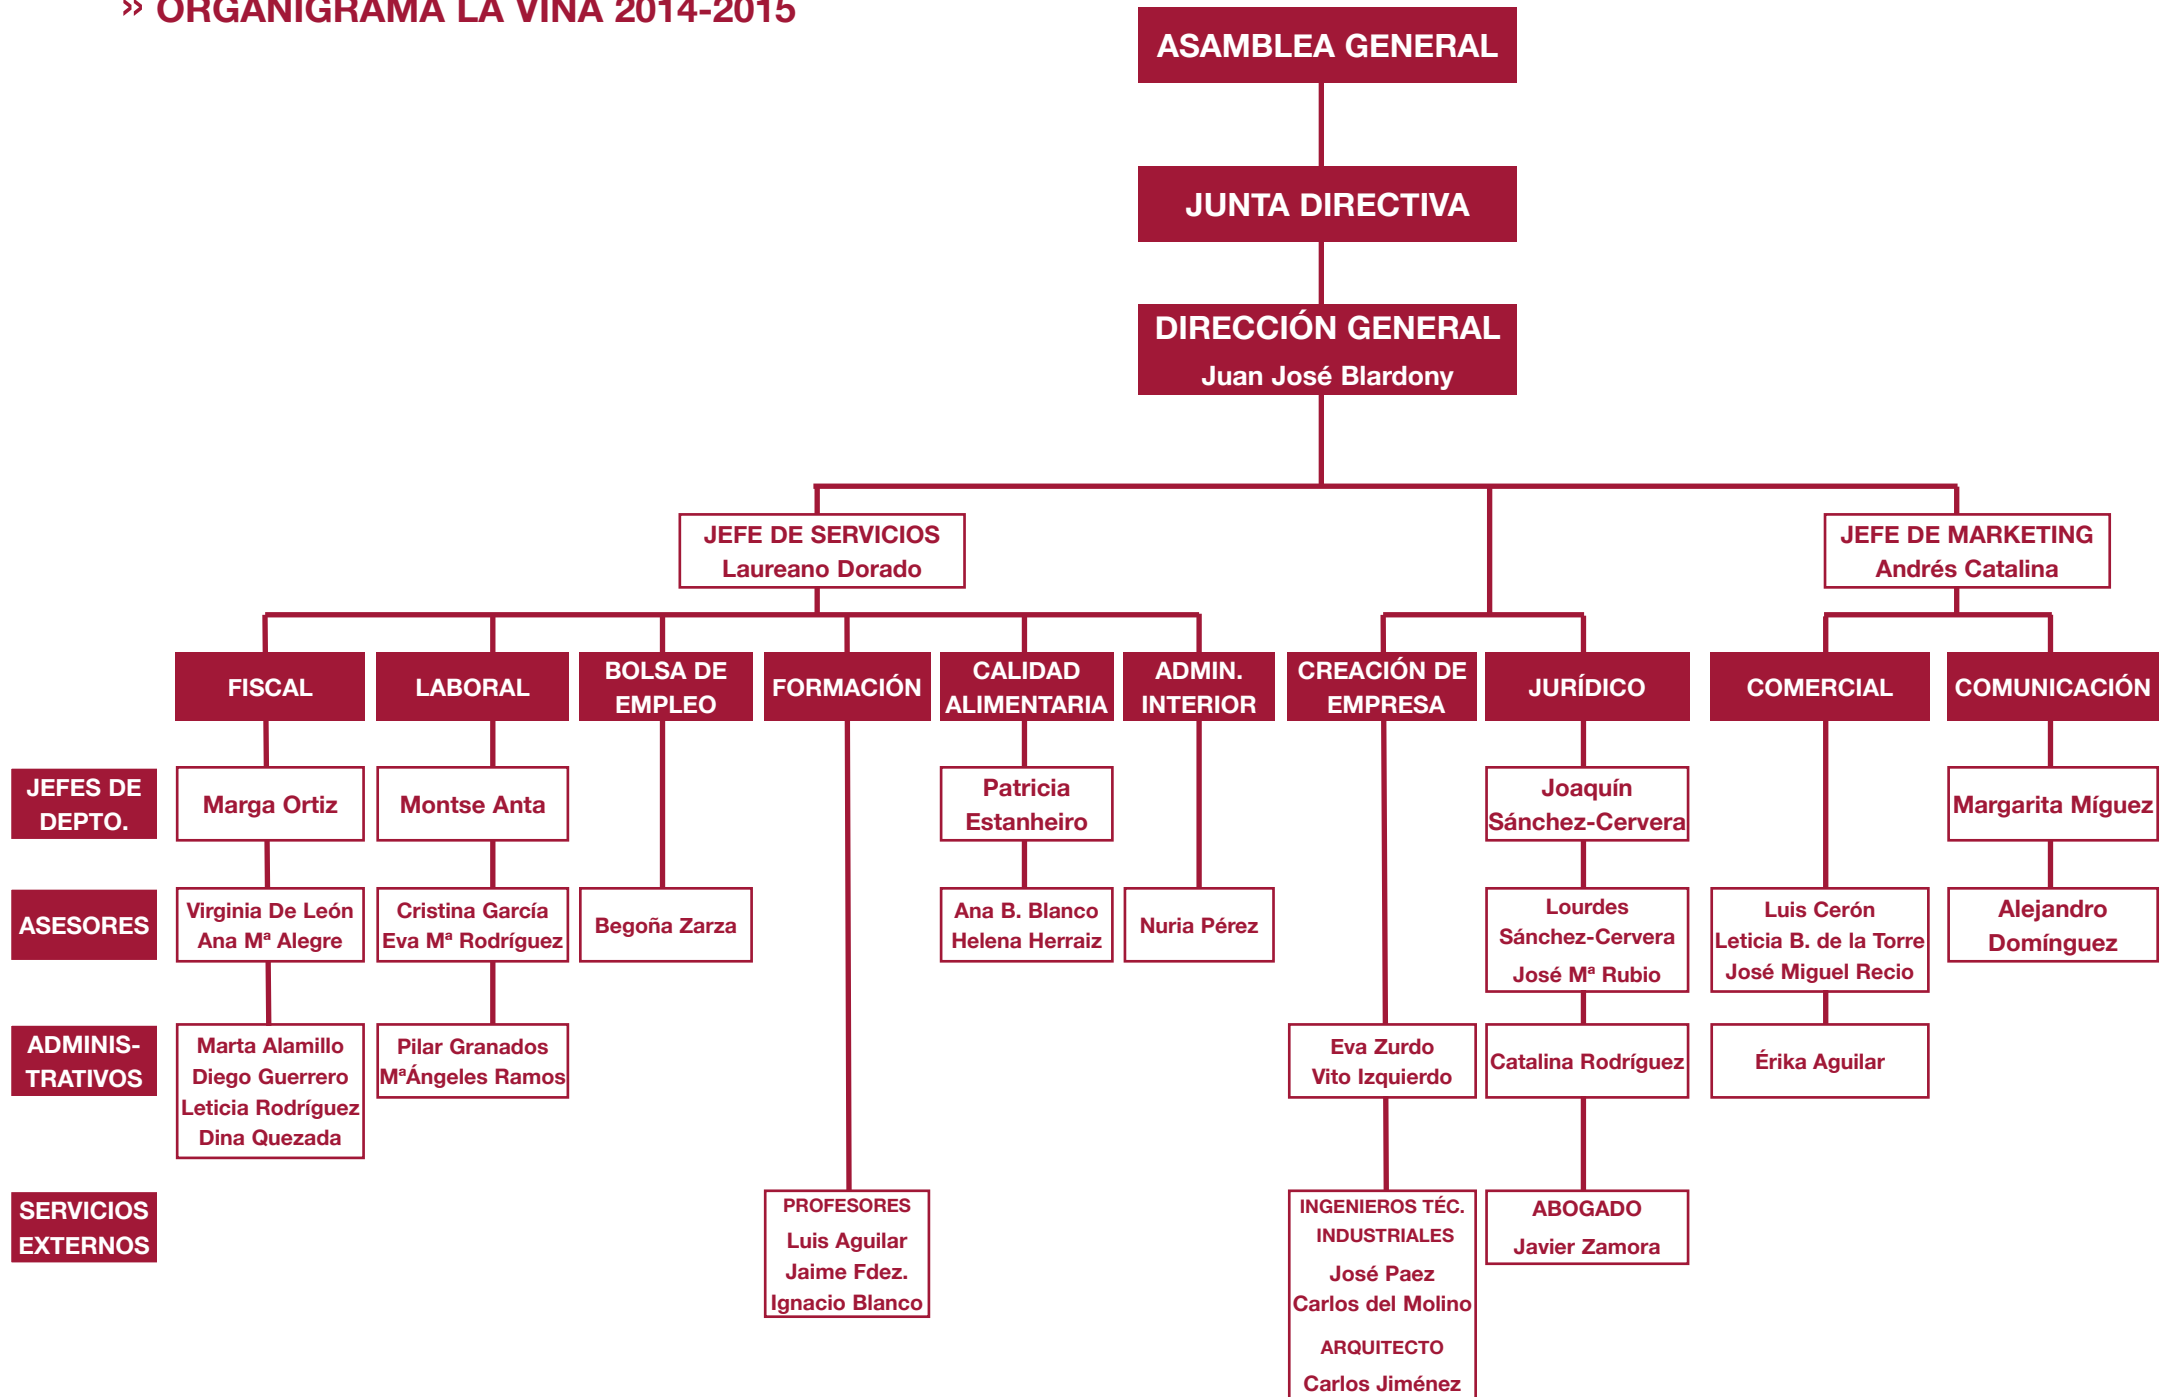 » ORGANIGRAMA LA VIÑA 2014-2015
ASAMBLEA GENERAL
JUNTA DIRECTIVA
DIRECCIÓN GENERAL
Juan José Blardony
JEFE DE SERVICIOS
Laureano Dorado
JEFE DE MARKETING
Andrés Catalina
FISCAL
LABORAL
BOLSA DE
EMPLEO
FORMACIÓN
CALIDAD
ALIMENTARIA
ADMIN.
INTERIOR
CREACIÓN DE
EMPRESA
JURÍDICO
COMERCIAL
COMUNICACIÓN
JEFES DE
DEPTO.
Marga Ortiz
Montse Anta
Patricia
Estanheiro
Joaquín
Sánchez-Cervera
Margarita Míguez
ASESORES
Virginia De León
Ana Mª Alegre
Cristina García
Eva Mª Rodríguez
Begoña Zarza
Ana B. Blanco
Helena Herraiz
Nuria Pérez
Lourdes
Sánchez-Cervera
José Mª Rubio
Luis Cerón
Leticia B. de la Torre
José Miguel Recio
Alejandro
Domínguez
ADMINIS-
TRATIVOS
Marta Alamillo
Diego Guerrero
Leticia Rodríguez
Dina Quezada
Pilar Granados
MªÁngeles Ramos
Eva Zurdo
Vito Izquierdo
Catalina Rodríguez
Érika Aguilar
SERVICIOS
EXTERNOS
PROFESORES
Luis Aguilar
Jaime Fdez.
Ignacio Blanco
INGENIEROS TÉC.
INDUSTRIALES
José Paez
Carlos del Molino
ARQUITECTO
Carlos Jiménez
ABOGADO
Javier Zamora